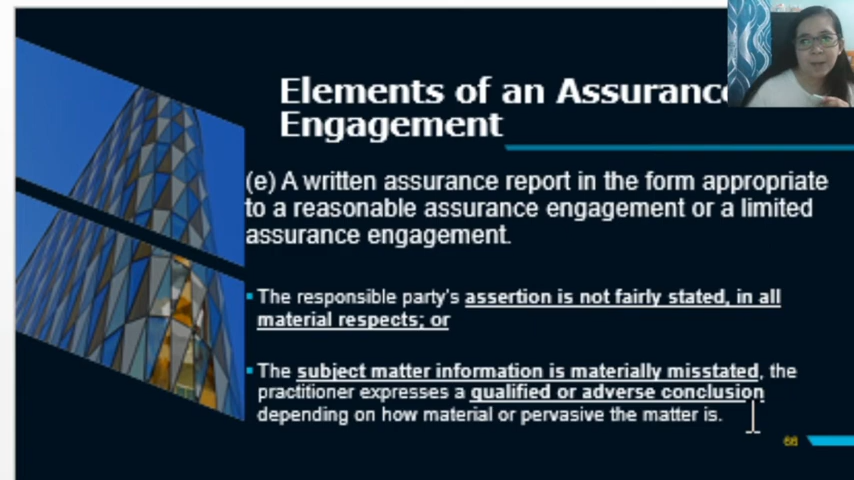 Elements of an Assurance
Engagement
(e) A written assurance report in the form appropriate
to a reasonable assurance engagement or a limited
assurance engagement.
The responsible party's assertion is not fairly stated, in all
material respects; or
The subject matter information is materially misstated, the
practitioner expresses a qualified or adverse conclusion
depending on how material or pervasive the matter is.
66